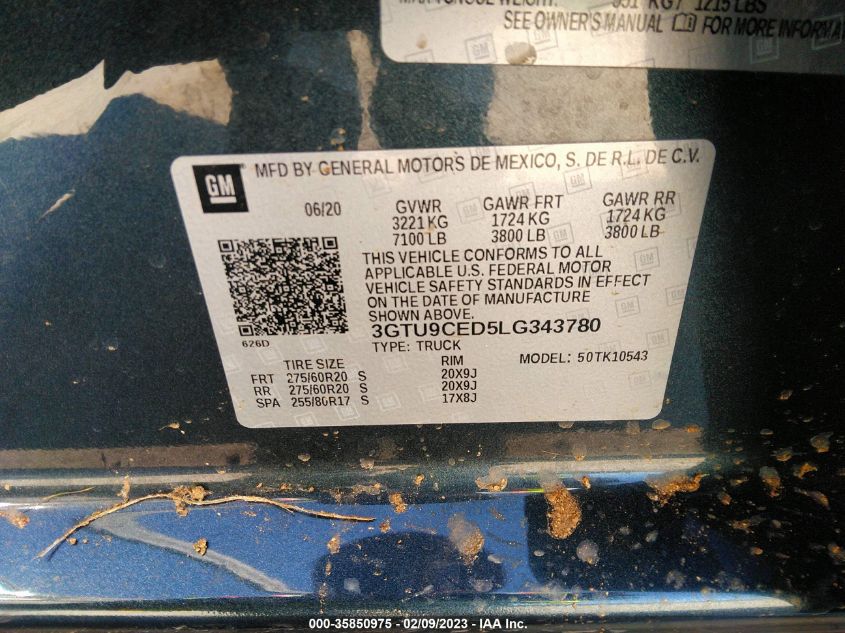 551 KG / 1215 LBS
SEE OWNER'S MANUAL FOR MORE INFORMA
GM
MFD BY GENERAL MOTORS DE MEXICO, S. DE R.L. DE C.V.
06/20 GVWR GAWR FRT GAWR RR
3221 KG 1724 KG 1724 KG
7100 LB 3800 LB 3800 LB
THIS VEHICLE CONFORMS TO ALL
APPLICABLE U.S. FEDERAL MOTOR
VEHICLE SAFETY STANDARDS IN EFFECT
ON THE DATE OF MANUFACTURE
SHOWN ABOVE.
3GTU9CED5LG343780
626D
TYPE: TRUCK MODEL: 50TK10543
TIRE SIZE RIM
FRT 275/60R20 S 20X9J
RR 275/60R20 S 20X9J
SPA 255/80R17 S 17X8J
000-35850975 - 02/09/2023 - IAA Inc.